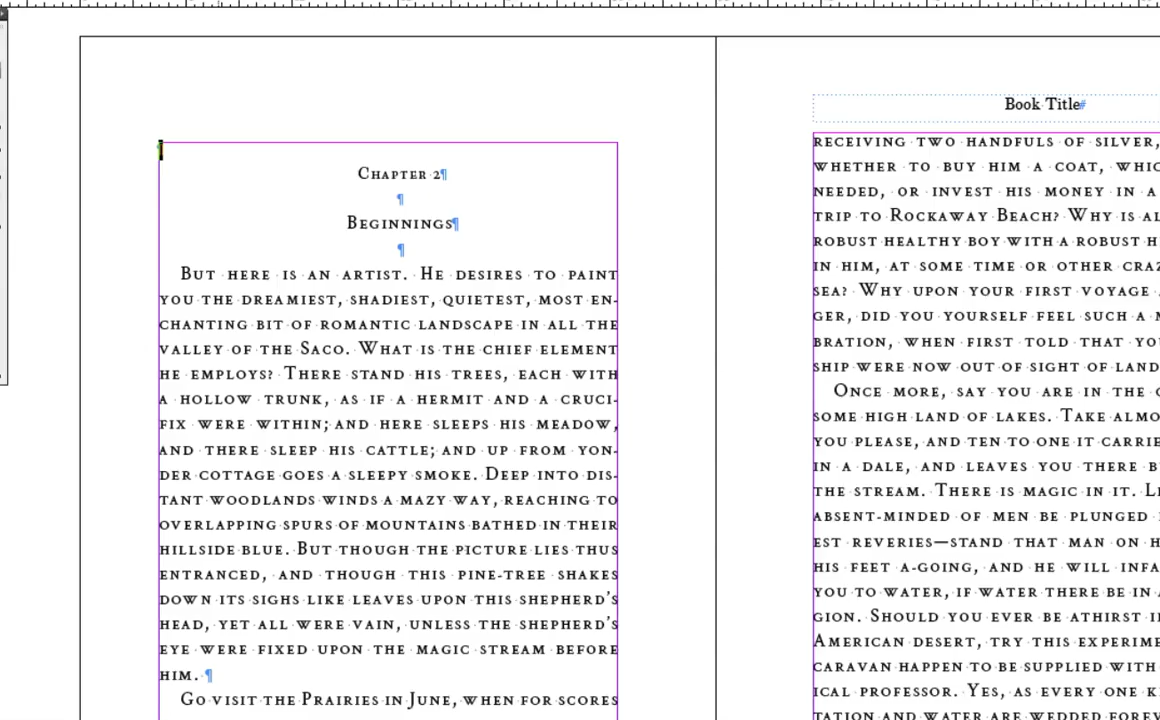 Chapter 2
Beginnings
But here is an artist. He desires to paint
you the dreamiest, shadiest, quietest, most en-
chanting bit of romantic landscape in all the
valley of the Saco. What is the chief element
he employs? There stand his trees, each with
a hollow trunk, as if a hermit and a cruci-
fix were within; and here sleeps his meadow,
and there sleep his cattle; and up from yon-
der cottage goes a sleepy smoke. Deep into dis-
tant woodlands winds a mazy way, reaching to
overlapping spurs of mountains bathed in their
hillside blue. But though the picture lies thus
entranced, and though this pine-tree shakes
down its sighs like leaves upon this shepherd's
head, yet all were vain, unless the shepherd's
eye were fixed upon the magic stream before
him.
Go visit the Prairies in June, when for scores
Book Title
receiving two handfuls of silver,
whether to buy him a coat,
needed, or invest his money in a
trip to Rockaway Beach? Why is
robust healthy boy with a robust
in him, at some time or other
sea? Why upon your first voyage
ger, did you yourself feel such a
bration, when first told that
ship were now out of sight of land
Once more, say you are in the
some high land of lakes. Take
you please, and ten to one it
in a dale, and leaves you there
the stream. There is magic in it.
absent-minded of men be plunged
est reveries—stand that man on
his feet a-going, and he will
you to water, if water there be in
gion. Should you ever be athirst
American desert, try this
caravan happen to be supplied with
ical professor. Yes, as every one
tation and water are wedded